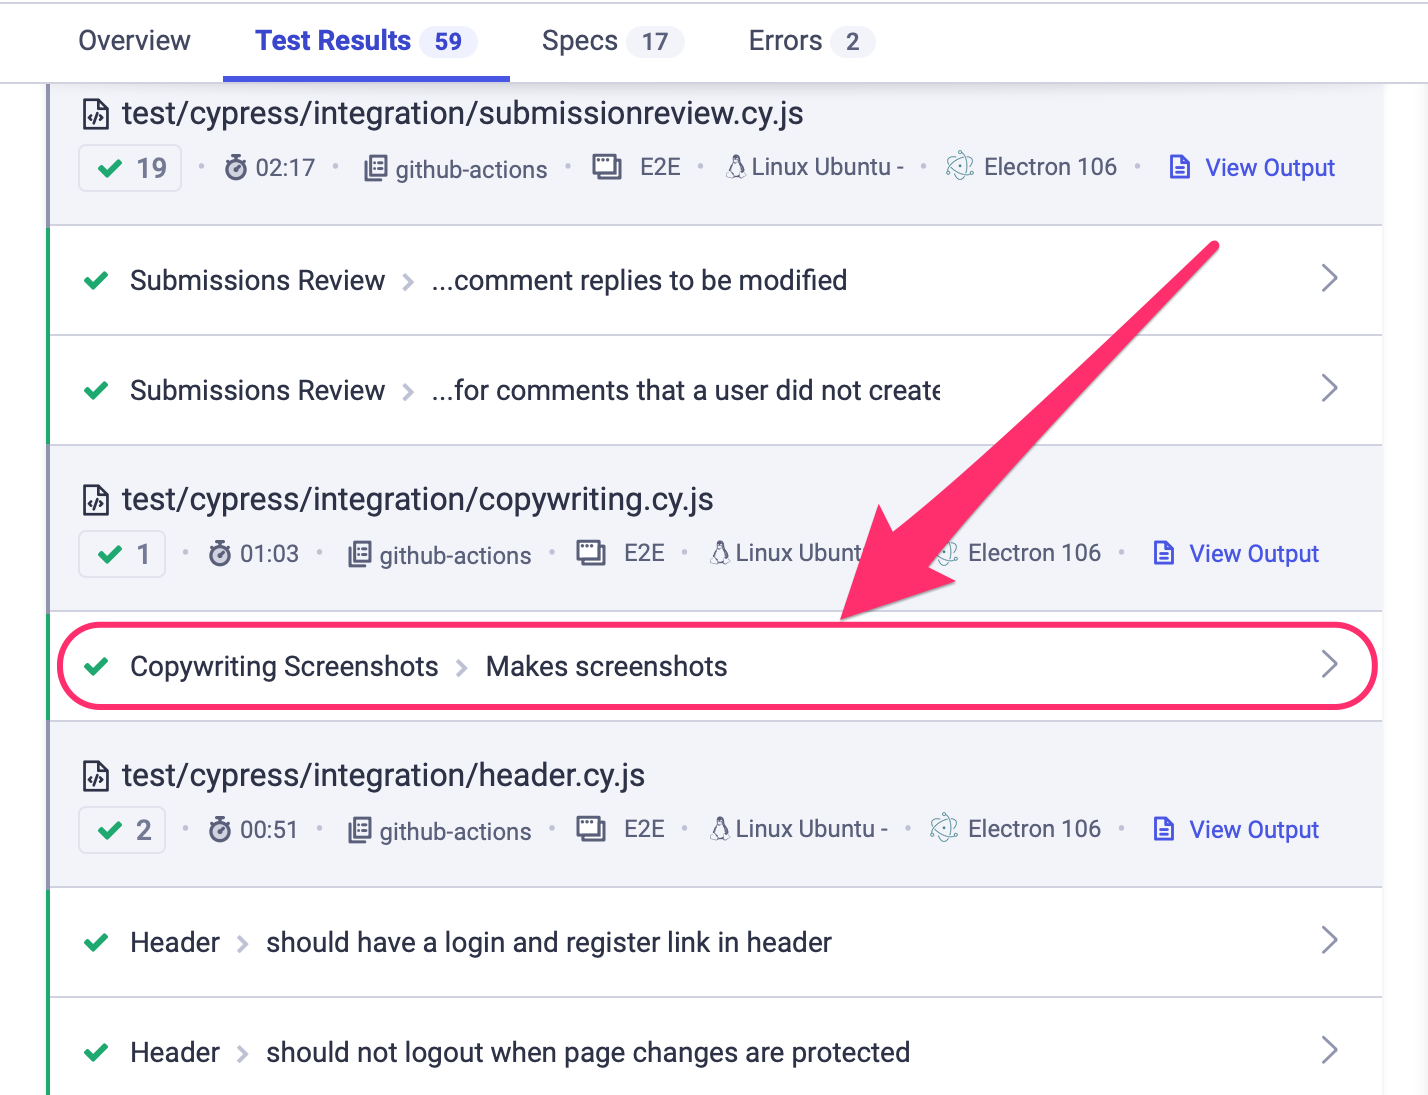 Overview Test Results 59 Specs 17 Errors 2
test/cypress/integration/submissionreview.cy.js
19 02:17 github-actions E2E Linux Ubuntu - Electron 106 View Output
Submissions Review ...comment replies to be modified
Submissions Review ...for comments that a user did not create
test/cypress/integration/copywriting.cy.js
1 01:03 github-actions E2E Linux Ubunt Electron 106 View Output
Copywriting Screenshots Makes screenshots
test/cypress/integration/header.cy.js
2 00:51 github-actions E2E Linux Ubuntu - Electron 106 View Output
Header should have a login and register link in header
Header should not logout when page changes are protected